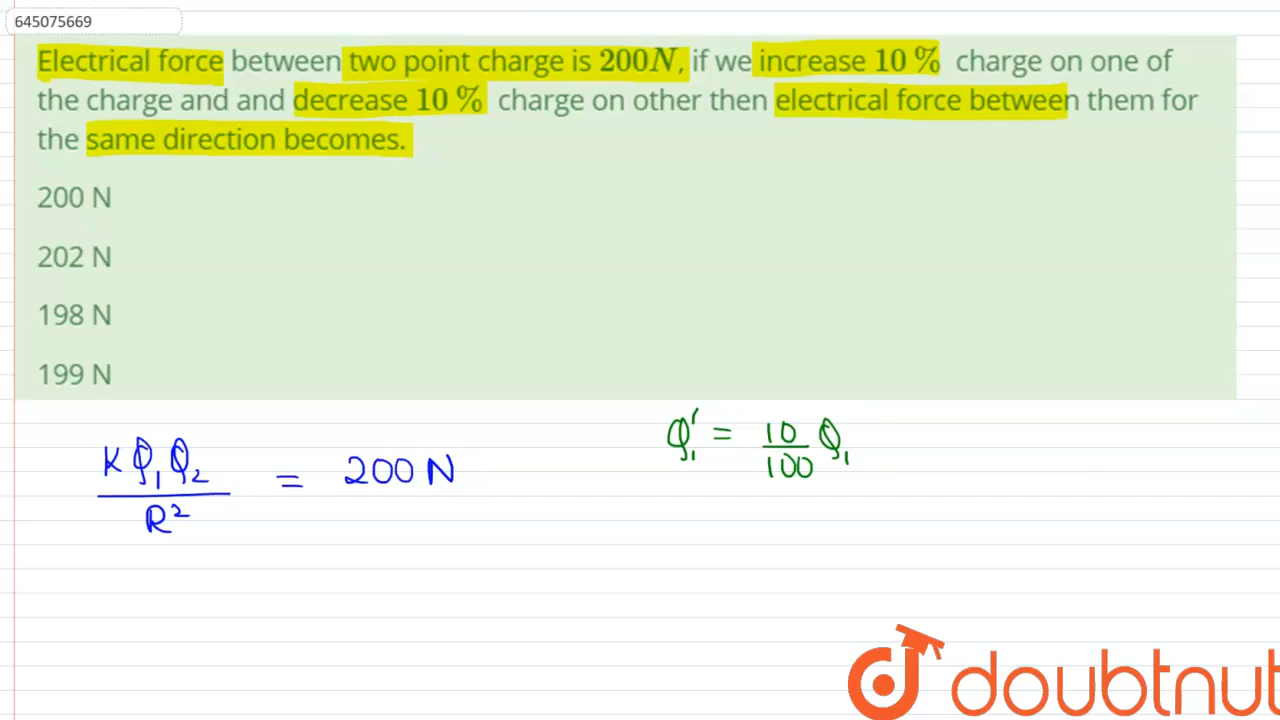 645075669
Electrical force between two point charge is 200N, if we increase 10 % charge on one of
the charge and and decrease 10 % charge on other then electrical force between them for
the same direction becomes.
200 N
202 N
198 N
199 N
KQ₁Q₂ / R² = 200 N
Q₁' = 10/100 Q₁
doubtnut